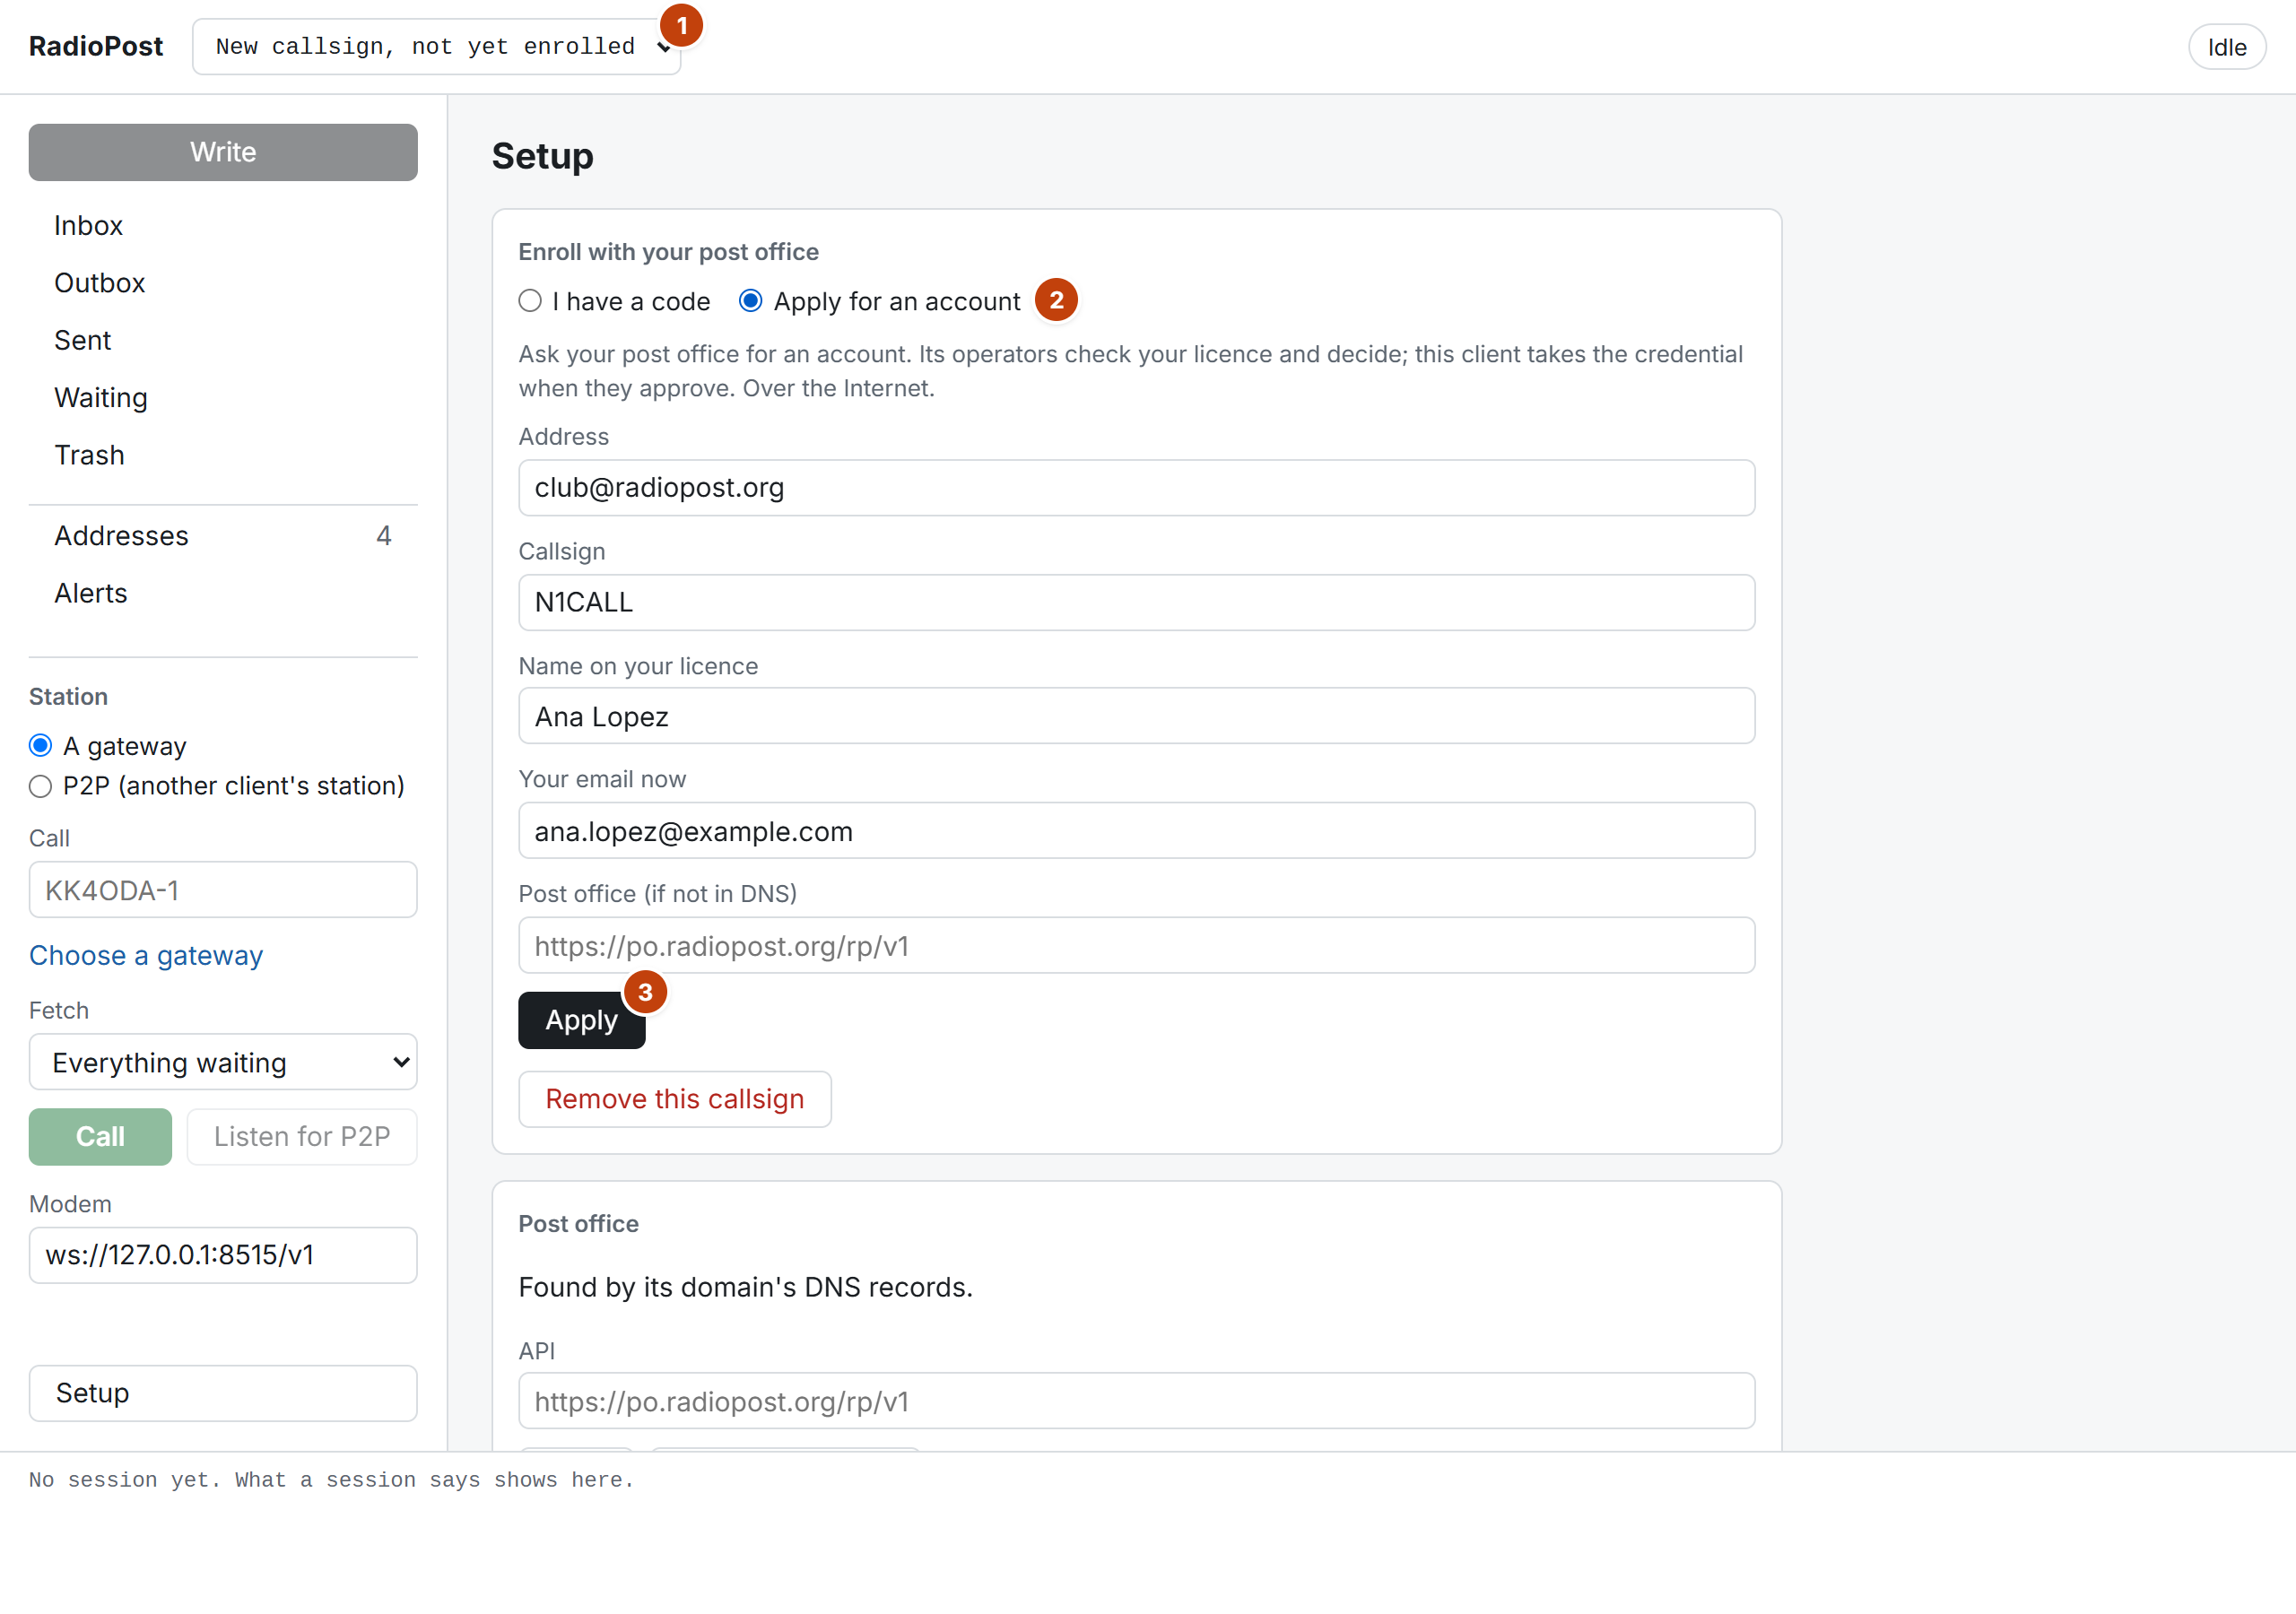 RadioPost
New callsign, not yet enrolled
1
Idle
Write
Inbox
Outbox
Sent
Waiting
Trash
Addresses 4
Alerts
Station
A gateway
P2P (another client's station)
Call
KK4ODA-1
Choose a gateway
Fetch
Everything waiting
Call
Listen for P2P
Modem
ws://127.0.0.1:8515/v1
Setup
Setup
Enroll with your post office
I have a code
Apply for an account
2
Ask your post office for an account. Its operators check your licence and decide; this client takes the credential
when they approve. Over the Internet.
Address
club@radiopost.org
Callsign
N1CALL
Name on your licence
Ana Lopez
Your email now
ana.lopez@example.com
Post office (if not in DNS)
https://po.radiopost.org/rp/v1
3
Apply
Remove this callsign
Post office
Found by its domain's DNS records.
API
https://po.radiopost.org/rp/v1
No session yet. What a session says shows here.